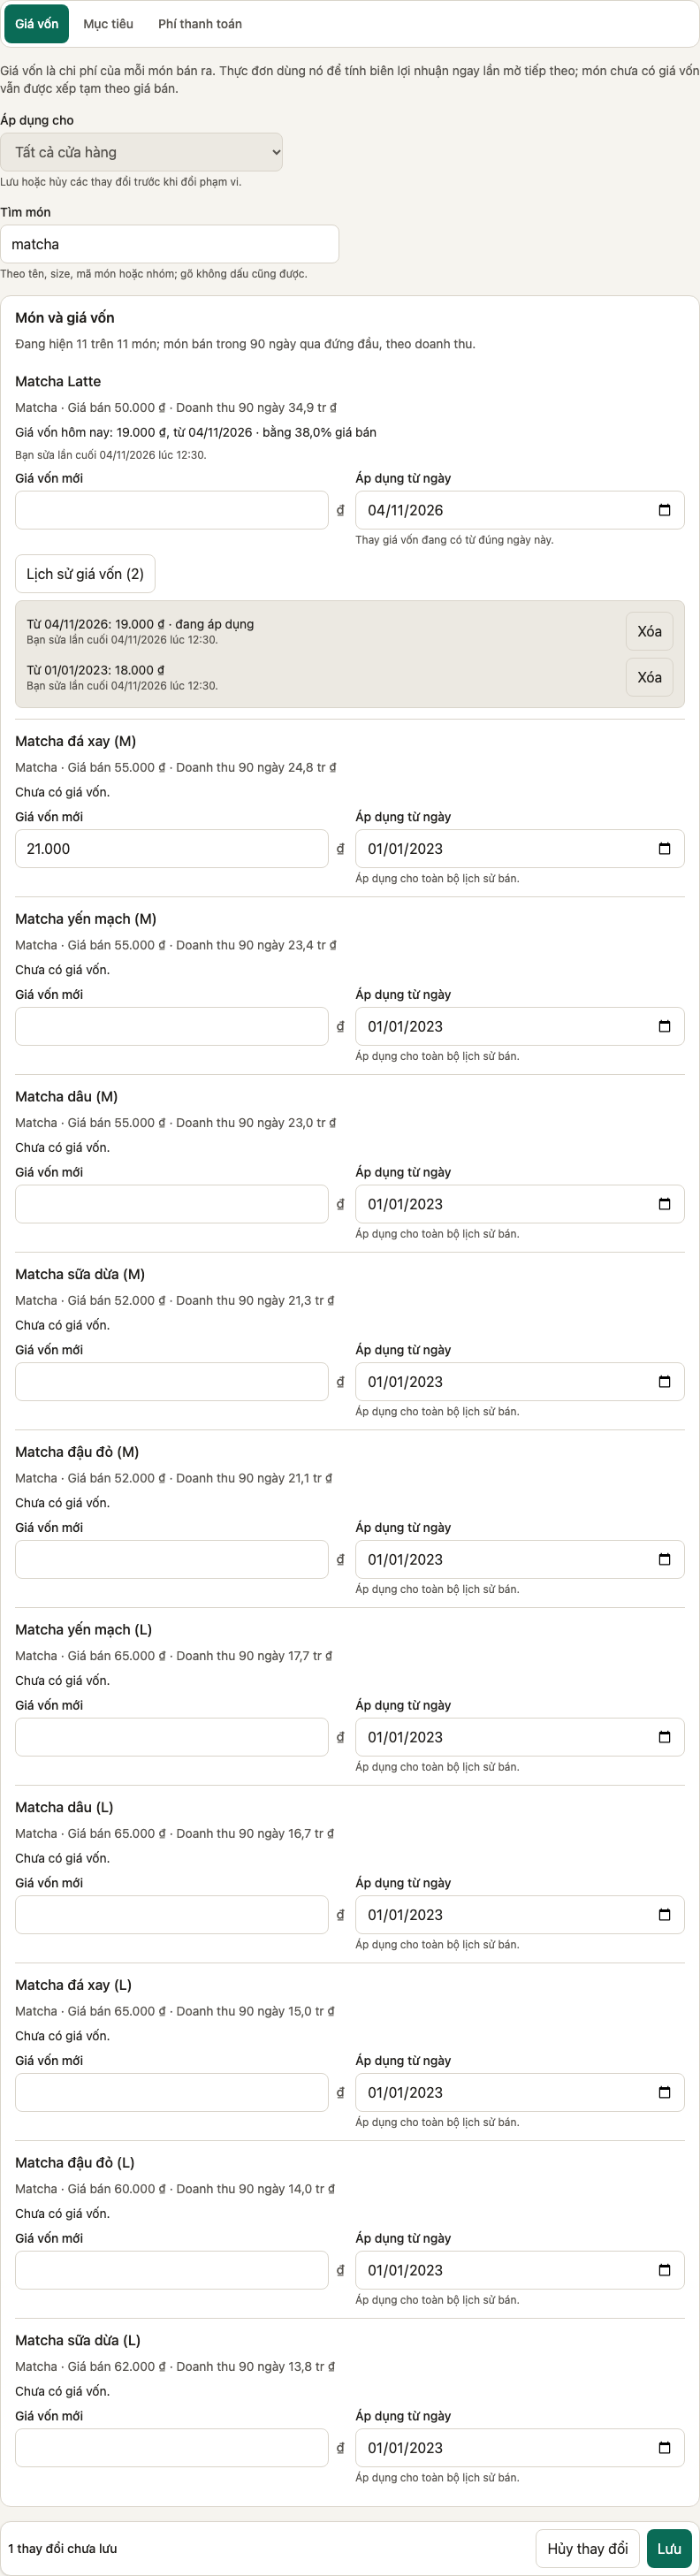 Giá vốn
Mục tiêu
Phí thanh toán
Giá vốn là chi phí của mỗi món bán ra. Thực đơn dùng nó để tính biên lợi nhuận ngay lần mở tiếp theo; món chưa có giá vốn
vẫn được xếp tạm theo giá bán.
Áp dụng cho
Tất cả cửa hàng
Lưu hoặc hủy các thay đổi trước khi đổi phạm vi.
Tìm món
matcha
Theo tên, size, mã món hoặc nhóm; gõ không dấu cũng được.
Món và giá vốn
Đang hiện 11 trên 11 món; món bán trong 90 ngày qua đứng đầu, theo doanh thu.
Matcha Latte
Matcha · Giá bán 50.000 ₫ · Doanh thu 90 ngày 34,9 tr ₫
Giá vốn hôm nay: 19.000 ₫, từ 04/11/2026 · bằng 38,0% giá bán
Bạn sửa lần cuối 04/11/2026 lúc 12:30.
Giá vốn mới
Áp dụng từ ngày
₫
04/11/2026
Thay giá vốn đang có từ đúng ngày này.
Lịch sử giá vốn (2)
Từ 04/11/2026: 19.000 ₫ · đang áp dụng
Bạn sửa lần cuối 04/11/2026 lúc 12:30.
Xóa
Từ 01/01/2023: 18.000 ₫
Bạn sửa lần cuối 04/11/2026 lúc 12:30.
Xóa
Matcha đá xay (M)
Matcha · Giá bán 55.000 ₫ · Doanh thu 90 ngày 24,8 tr ₫
Chưa có giá vốn.
Giá vốn mới
Áp dụng từ ngày
21.000 ₫
01/01/2023
Áp dụng cho toàn bộ lịch sử bán.
Matcha yến mạch (M)
Matcha · Giá bán 55.000 ₫ · Doanh thu 90 ngày 23,4 tr ₫
Chưa có giá vốn.
Giá vốn mới
Áp dụng từ ngày
₫
01/01/2023
Áp dụng cho toàn bộ lịch sử bán.
Matcha dâu (M)
Matcha · Giá bán 55.000 ₫ · Doanh thu 90 ngày 23,0 tr ₫
Chưa có giá vốn.
Giá vốn mới
Áp dụng từ ngày
₫
01/01/2023
Áp dụng cho toàn bộ lịch sử bán.
Matcha sữa dừa (M)
Matcha · Giá bán 52.000 ₫ · Doanh thu 90 ngày 21,3 tr ₫
Chưa có giá vốn.
Giá vốn mới
Áp dụng từ ngày
₫
01/01/2023
Áp dụng cho toàn bộ lịch sử bán.
Matcha đậu đỏ (M)
Matcha · Giá bán 52.000 ₫ · Doanh thu 90 ngày 21,1 tr ₫
Chưa có giá vốn.
Giá vốn mới
Áp dụng từ ngày
₫
01/01/2023
Áp dụng cho toàn bộ lịch sử bán.
Matcha yến mạch (L)
Matcha · Giá bán 65.000 ₫ · Doanh thu 90 ngày 17,7 tr ₫
Chưa có giá vốn.
Giá vốn mới
Áp dụng từ ngày
₫
01/01/2023
Áp dụng cho toàn bộ lịch sử bán.
Matcha dâu (L)
Matcha · Giá bán 65.000 ₫ · Doanh thu 90 ngày 16,7 tr ₫
Chưa có giá vốn.
Giá vốn mới
Áp dụng từ ngày
₫
01/01/2023
Áp dụng cho toàn bộ lịch sử bán.
Matcha đá xay (L)
Matcha · Giá bán 65.000 ₫ · Doanh thu 90 ngày 15,0 tr ₫
Chưa có giá vốn.
Giá vốn mới
Áp dụng từ ngày
₫
01/01/2023
Áp dụng cho toàn bộ lịch sử bán.
Matcha đậu đỏ (L)
Matcha · Giá bán 60.000 ₫ · Doanh thu 90 ngày 14,0 tr ₫
Chưa có giá vốn.
Giá vốn mới
Áp dụng từ ngày
₫
01/01/2023
Áp dụng cho toàn bộ lịch sử bán.
Matcha sữa dừa (L)
Matcha · Giá bán 62.000 ₫ · Doanh thu 90 ngày 13,8 tr ₫
Chưa có giá vốn.
Giá vốn mới
Áp dụng từ ngày
₫
01/01/2023
Áp dụng cho toàn bộ lịch sử bán.
1 thay đổi chưa lưu
Hủy thay đổi
Lưu